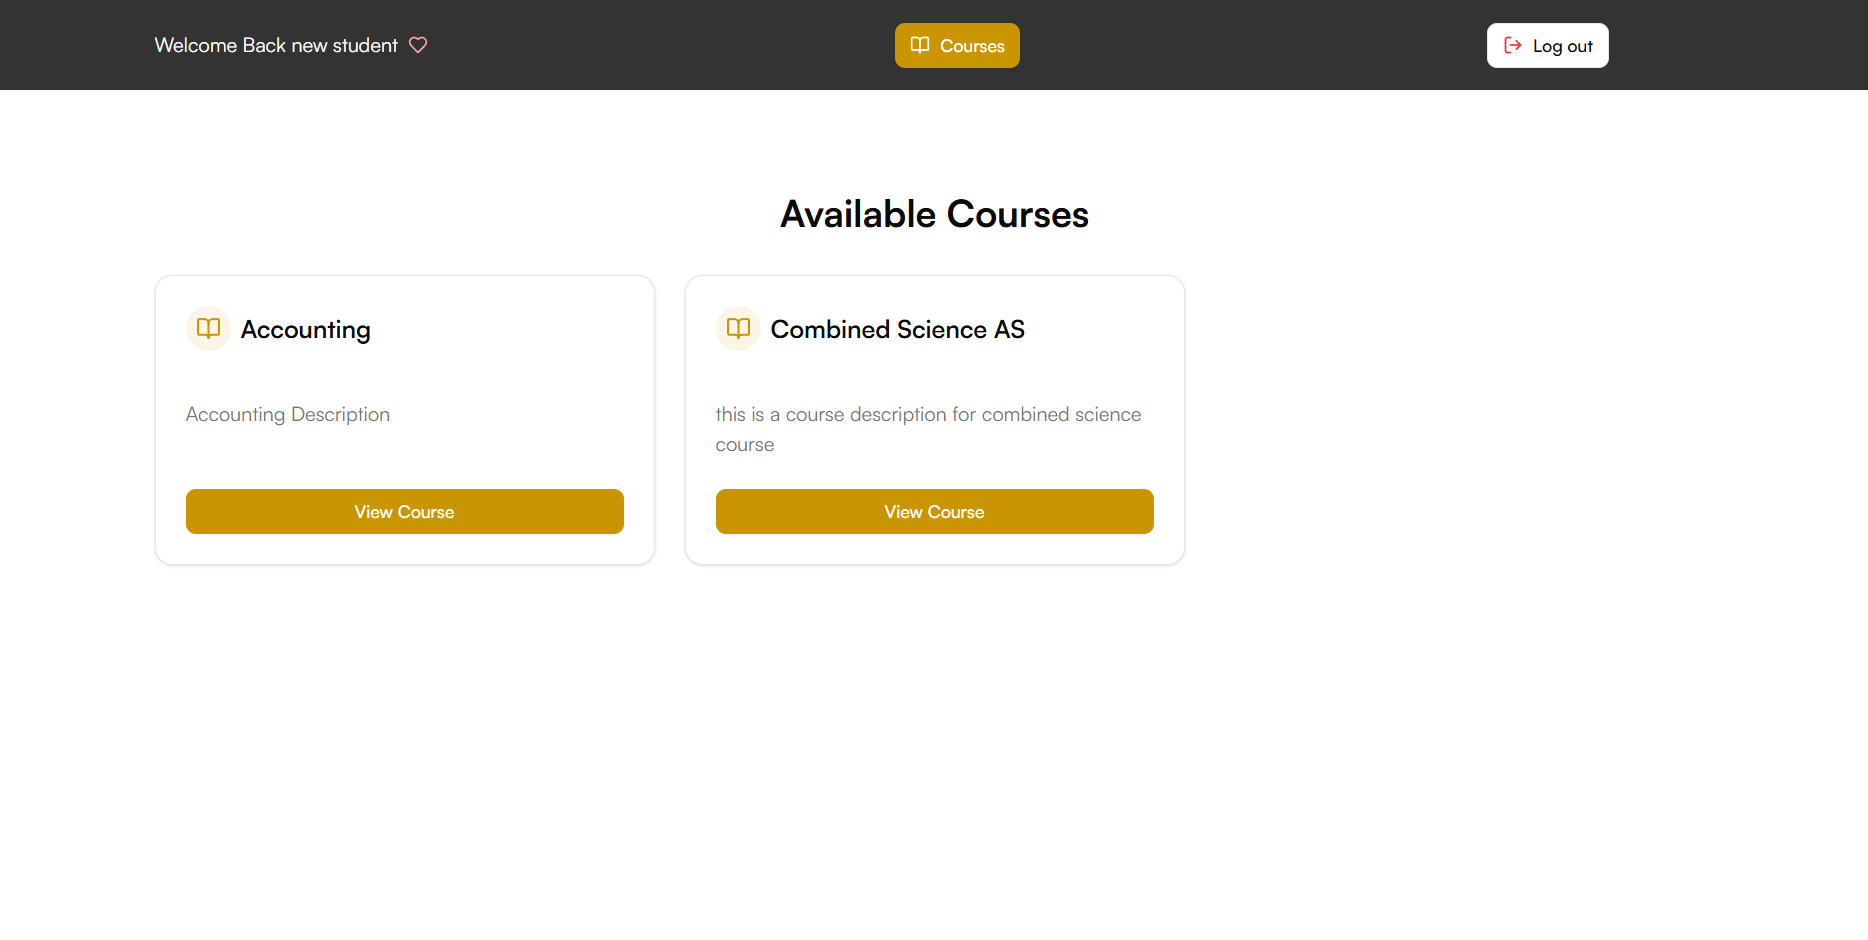 Welcome Back new student
Courses
Log out
Available Courses
Accounting
Accounting Description
View Course
Combined Science AS
this is a course description for combined science
course
View Course